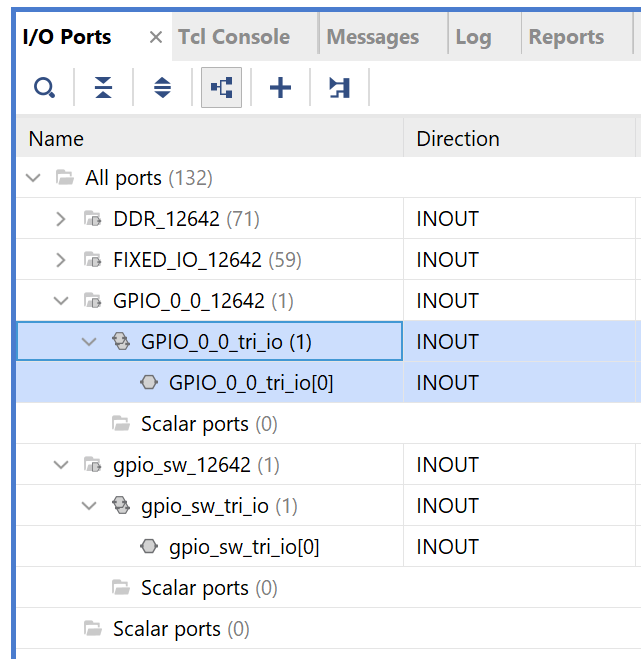 I/O Ports × Tcl Console Messages Log Reports
Name Direction
All ports (132)
DDR_12642 (71) INOUT
FIXED_IO_12642 (59) INOUT
GPIO_0_0_12642 (1) INOUT
GPIO_0_0_tri_io (1) INOUT
GPIO_0_0_tri_io[0] INOUT
Scalar ports (0)
gpio_sw_12642 (1) INOUT
gpio_sw_tri_io (1) INOUT
gpio_sw_tri_io[0] INOUT
Scalar ports (0)
Scalar ports (0)